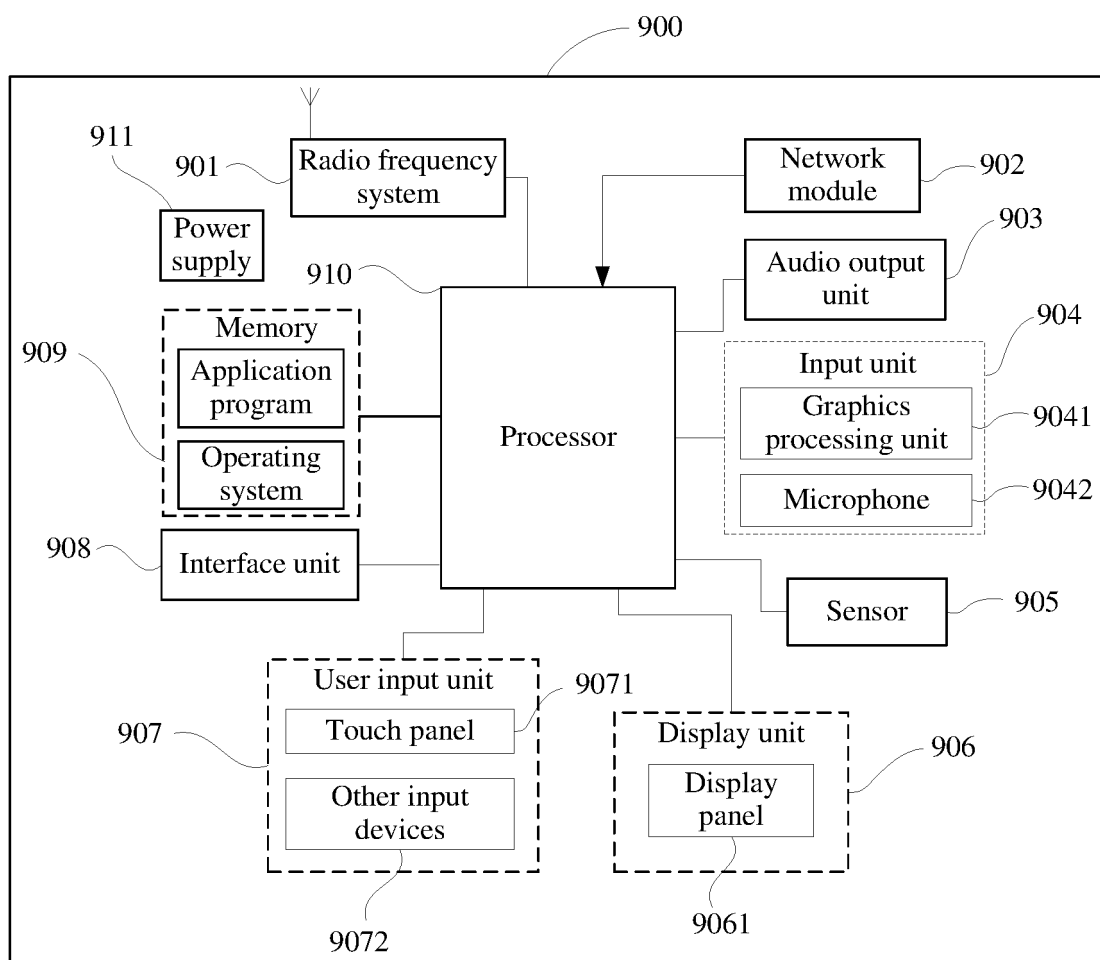 900
911
901
Radio frequency
system
Network
module
902
Power
supply
903
Audio output
unit
910
904
Memory
909
Application
program
Operating
system
Processor
Input unit
Graphics
processing unit
9041
Microphone
9042
908
Interface unit
Sensor
905
User input unit
9071
907
Touch panel
Other input
devices
9072
Display unit
906
Display
panel
9061